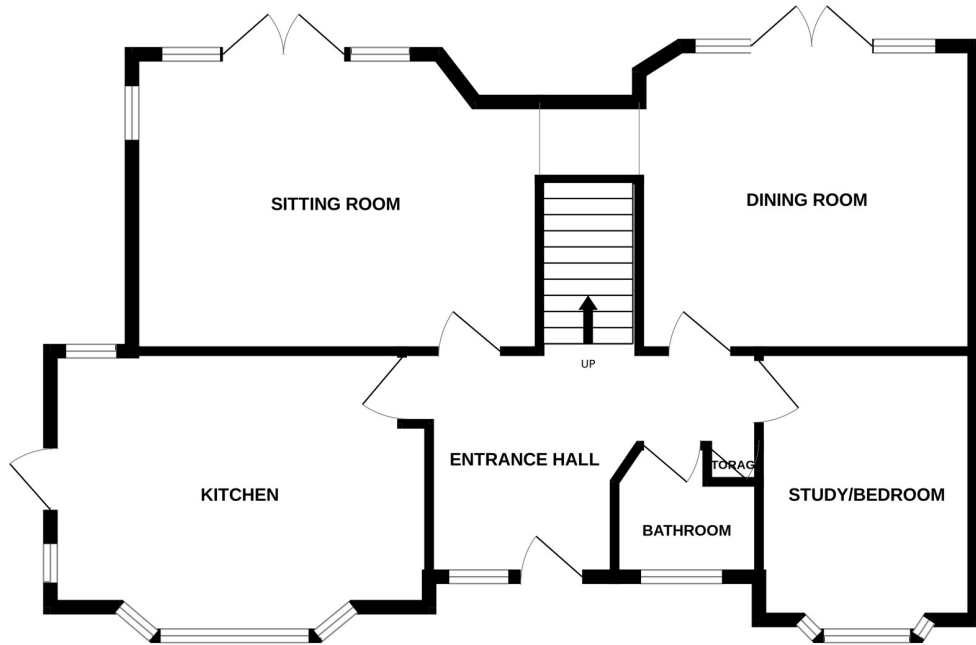 SITTING ROOM
DINING ROOM
UP
ENTRANCE HALL
TORAG
KITCHEN
STUDY/BEDROOM
BATHROOM